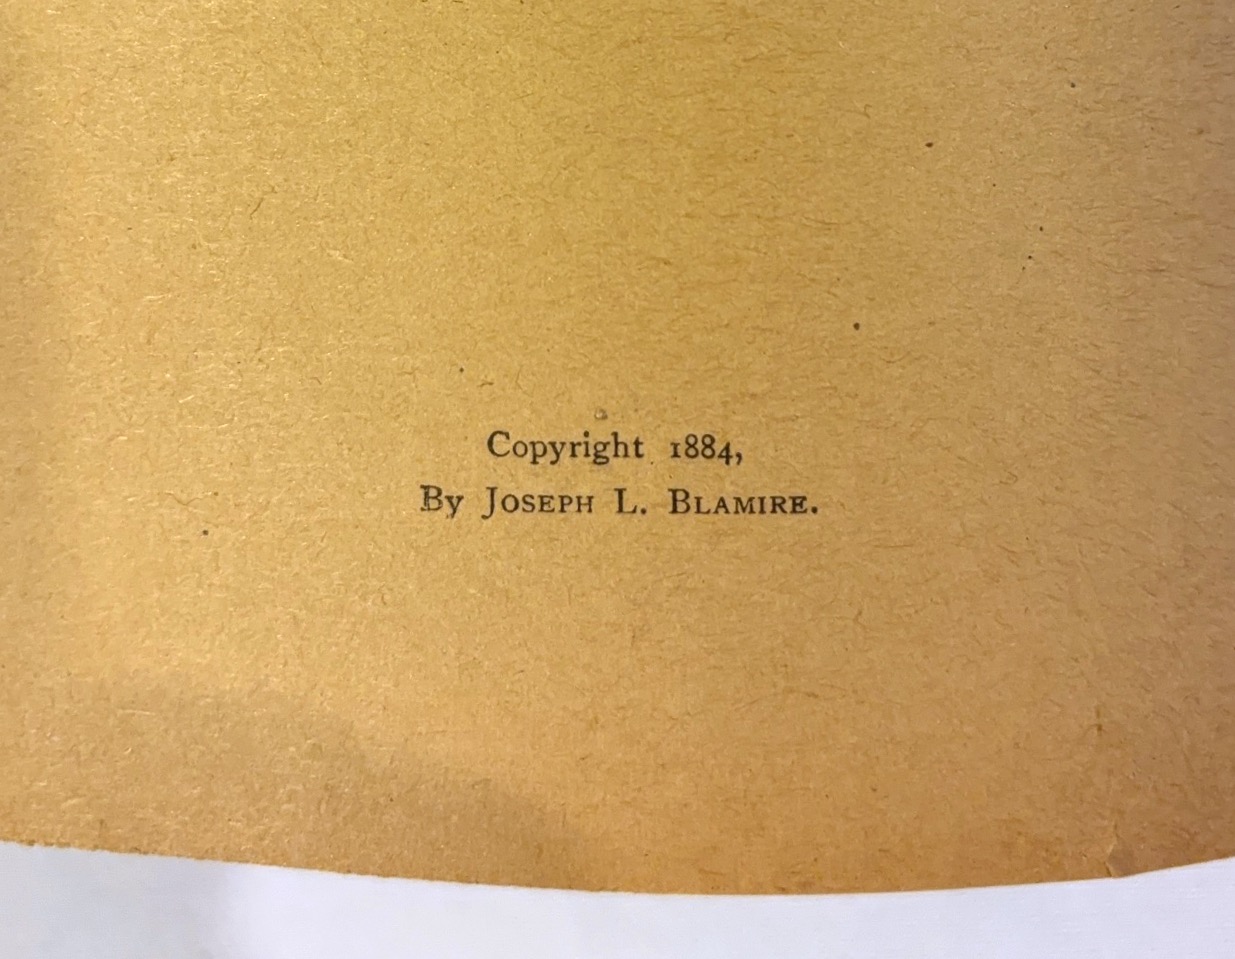 Copyright 1884,
By Joseph L. Blamire.